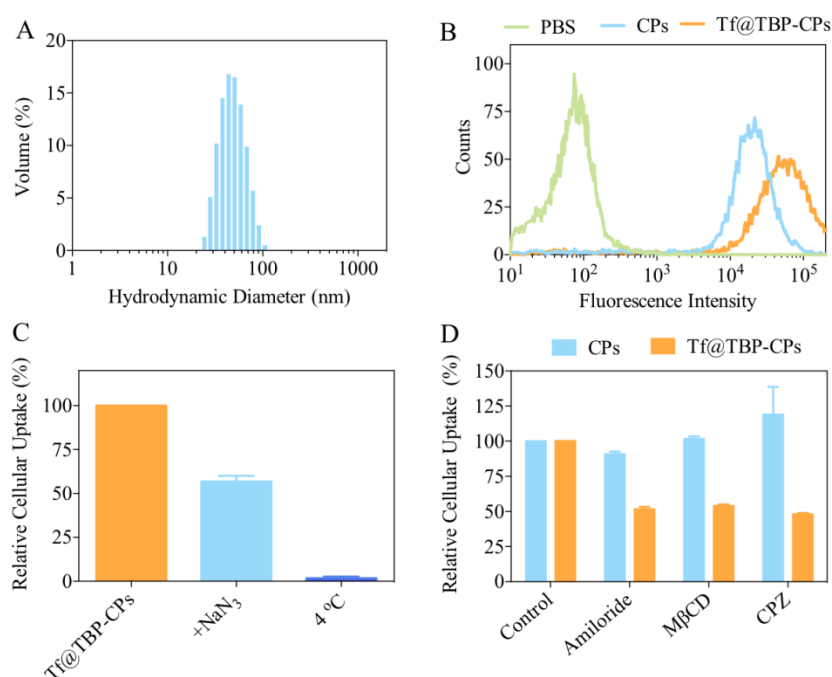 A
Volume (%)
20
15
10
5
0
1 10 100 1000
Hydrodynamic Diameter (nm)
B
PBS CPs Tf@TBP-CPs
Counts
100
75
50
25
0
10¹ 10² 10³ 10⁴ 10⁵
Fluorescence Intensity
C
Relative Cellular Uptake (%)
100
75
50
25
0
Tf@TBP-CPs
+NaN₃
4 ºC
D
CPs Tf@TBP-CPs
Relative Cellular Uptake (%)
150
125
100
75
50
25
0
Control
Amiloride
MβCD
CPZ